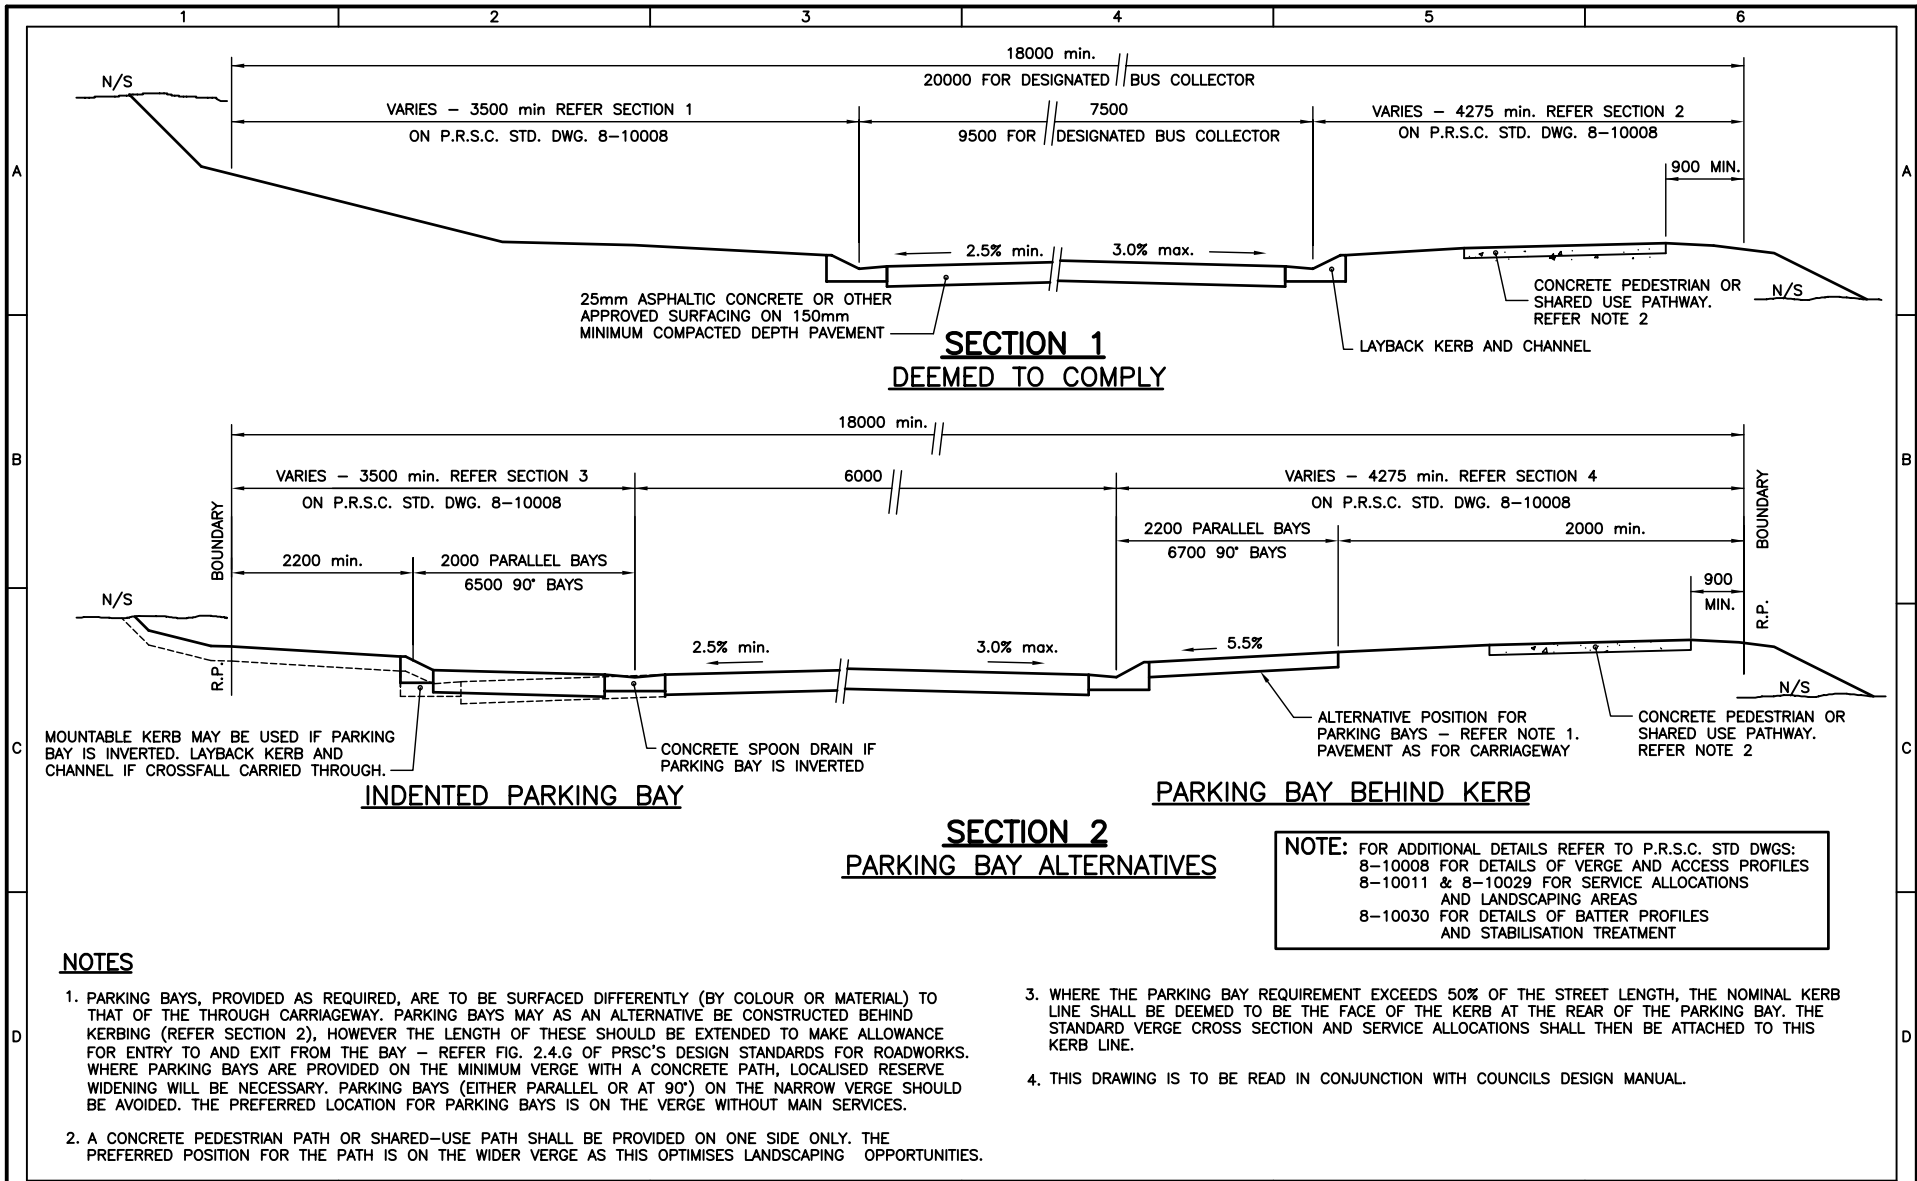 1 2 3 4 5 6
18000 min.
N/S
20000 FOR DESIGNATED BUS COLLECTOR
VARIES – 3500 min REFER SECTION 1
7500
VARIES – 4275 min. REFER SECTION 2
ON P.R.S.C. STD. DWG. 8–10008
9500 FOR DESIGNATED BUS COLLECTOR
ON P.R.S.C. STD. DWG. 8–10008
A
900 MIN.
A
2.5% min.
3.0% max.
25mm ASPHALTIC CONCRETE OR OTHER
APPROVED SURFACING ON 150mm
MINIMUM COMPACTED DEPTH PAVEMENT
CONCRETE PEDESTRIAN OR
SHARED USE PATHWAY.
REFER NOTE 2
N/S
LAYBACK KERB AND CHANNEL
SECTION 1
DEEMED TO COMPLY
18000 min.
B
B
VARIES – 3500 min. REFER SECTION 3
6000
VARIES – 4275 min. REFER SECTION 4
ON P.R.S.C. STD. DWG. 8–10008
ON P.R.S.C. STD. DWG. 8–10008
BOUNDARY
BOUNDARY
2200 min.
2000 PARALLEL BAYS
6500 90° BAYS
2200 PARALLEL BAYS
6700 90° BAYS
2000 min.
900
MIN.
N/S
R.P.
R.P.
2.5% min.
3.0% max.
5.5%
N/S
MOUNTABLE KERB MAY BE USED IF PARKING
BAY IS INVERTED. LAYBACK KERB AND
CHANNEL IF CROSSFALL CARRIED THROUGH.
CONCRETE SPOON DRAIN IF
PARKING BAY IS INVERTED
ALTERNATIVE POSITION FOR
PARKING BAYS – REFER NOTE 1.
PAVEMENT AS FOR CARRIAGEWAY
CONCRETE PEDESTRIAN OR
SHARED USE PATHWAY.
REFER NOTE 2
C
C
INDENTED PARKING BAY
PARKING BAY BEHIND KERB
SECTION 2
PARKING BAY ALTERNATIVES
NOTE: FOR ADDITIONAL DETAILS REFER TO P.R.S.C. STD DWGS:
8–10008 FOR DETAILS OF VERGE AND ACCESS PROFILES
8–10011 & 8–10029 FOR SERVICE ALLOCATIONS
AND LANDSCAPING AREAS
8–10030 FOR DETAILS OF BATTER PROFILES
AND STABILISATION TREATMENT
D
D
NOTES
1. PARKING BAYS, PROVIDED AS REQUIRED, ARE TO BE SURFACED DIFFERENTLY (BY COLOUR OR MATERIAL) TO
THAT OF THE THROUGH CARRIAGEWAY. PARKING BAYS MAY AS AN ALTERNATIVE BE CONSTRUCTED BEHIND
KERBING (REFER SECTION 2), HOWEVER THE LENGTH OF THESE SHOULD BE EXTENDED TO MAKE ALLOWANCE
FOR ENTRY TO AND EXIT FROM THE BAY – REFER FIG. 2.4.G OF PRSC'S DESIGN STANDARDS FOR ROADWORKS.
WHERE PARKING BAYS ARE PROVIDED ON THE MINIMUM VERGE WITH A CONCRETE PATH, LOCALISED RESERVE
WIDENING WILL BE NECESSARY. PARKING BAYS (EITHER PARALLEL OR AT 90°) ON THE NARROW VERGE SHOULD
BE AVOIDED. THE PREFERRED LOCATION FOR PARKING BAYS IS ON THE VERGE WITHOUT MAIN SERVICES.
2. A CONCRETE PEDESTRIAN PATH OR SHARED–USE PATH SHALL BE PROVIDED ON ONE SIDE ONLY. THE
PREFERRED POSITION FOR THE PATH IS ON THE WIDER VERGE AS THIS OPTIMISES LANDSCAPING OPPORTUNITIES.
3. WHERE THE PARKING BAY REQUIREMENT EXCEEDS 50% OF THE STREET LENGTH, THE NOMINAL KERB
LINE SHALL BE DEEMED TO BE THE FACE OF THE KERB AT THE REAR OF THE PARKING BAY. THE
STANDARD VERGE CROSS SECTION AND SERVICE ALLOCATIONS SHALL THEN BE ATTACHED TO THIS
KERB LINE.
4. THIS DRAWING IS TO BE READ IN CONJUNCTION WITH COUNCILS DESIGN MANUAL.